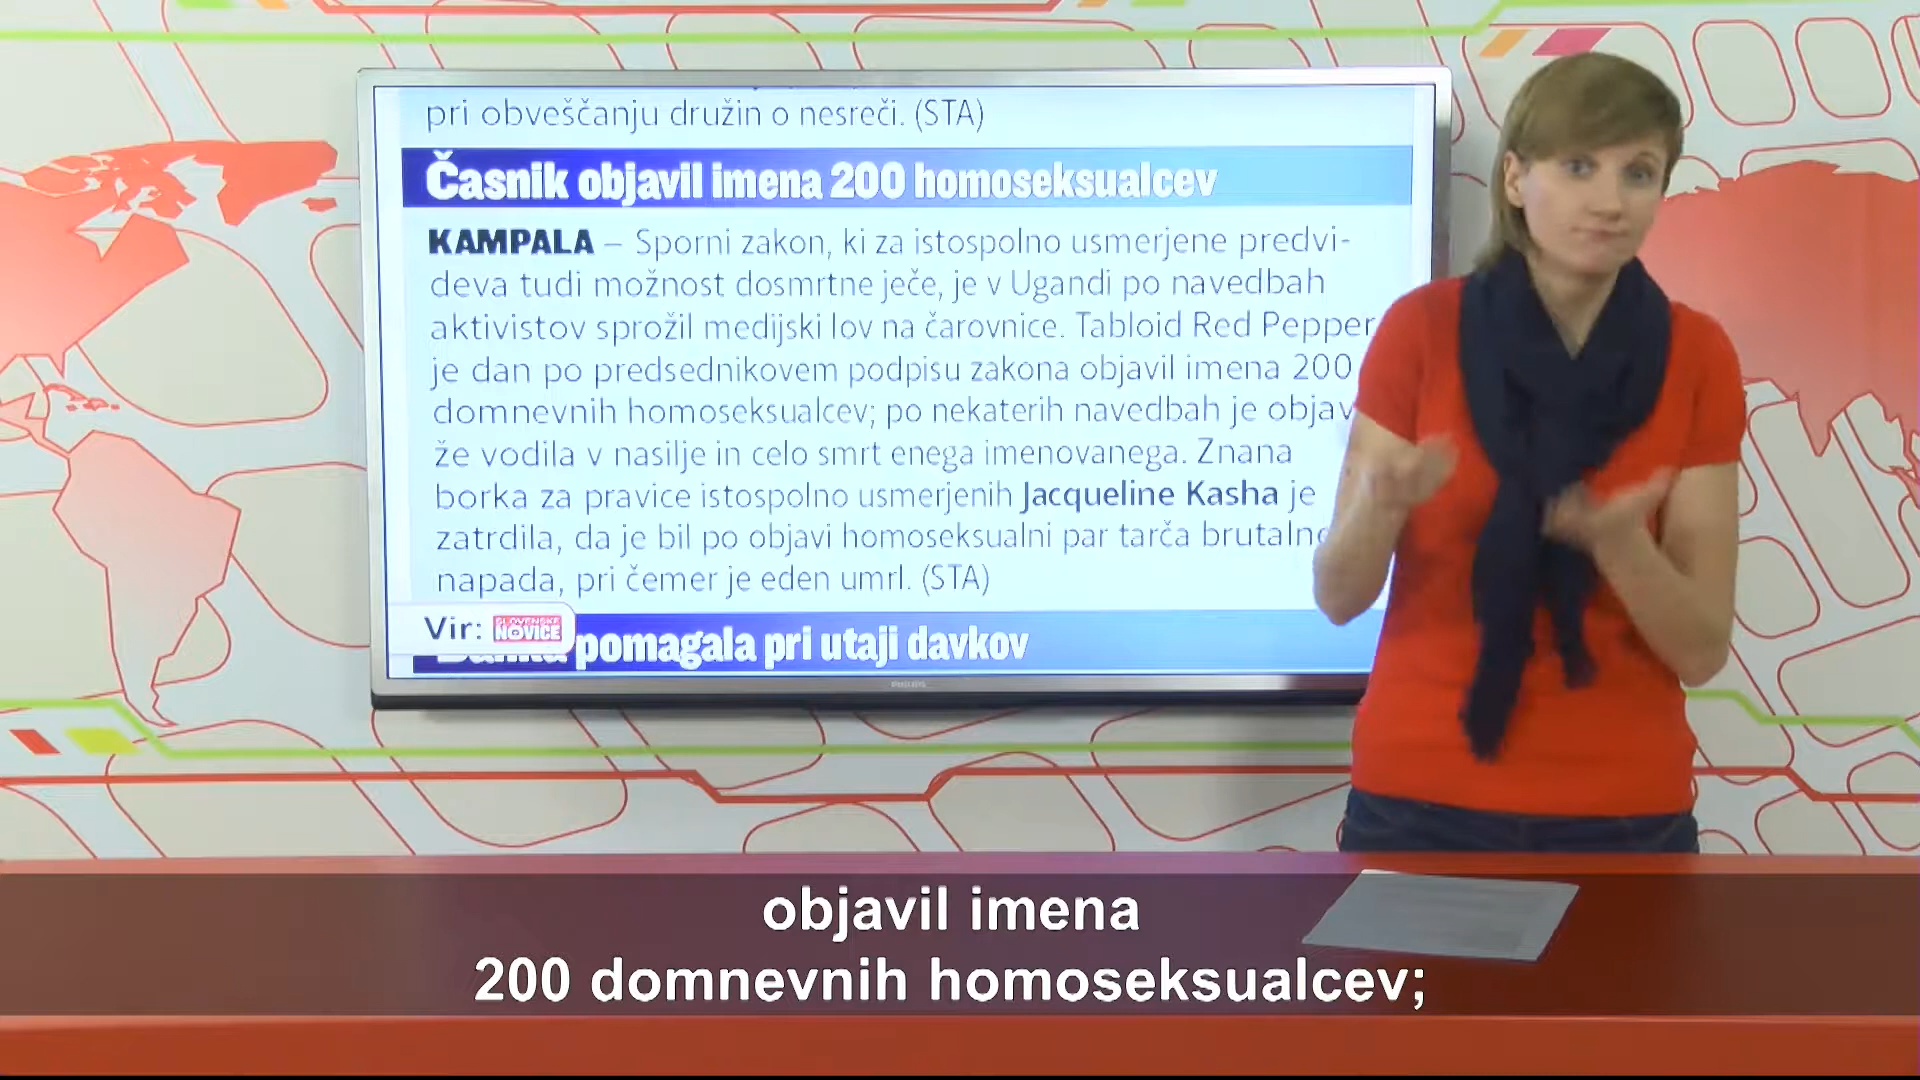 pri obveščanju družin o nesreči. (STA)
Časnik objavil imena 200 homoseksualcev
KAMPALA – Sporni zakon, ki za istospolno usmerjene predvi-
deva tudi možnost dosmrtne ječe, je v Ugandi po navedbah
aktivistov sprožil medijski lov na čarovnice. Tabloid Red Pepper
je dan po predsednikovem podpisu zakona objavil imena 200
domnevnih homoseksualcev; po nekaterih navedbah je objav
že vodila v nasilje in celo smrt enega imenovanega. Znana
borka za pravice istospolno usmerjenih Jacqueline Kasha je
zatrdila, da je bil po objavi homoseksualni par tarča brutalne
napada, pri čemer je eden umrl. (STA)
Vir: SLOVENSKE NOVICE
pomagala pri utaji davkov
PHILIPS
objavil imena
200 domnevnih homoseksualcev;